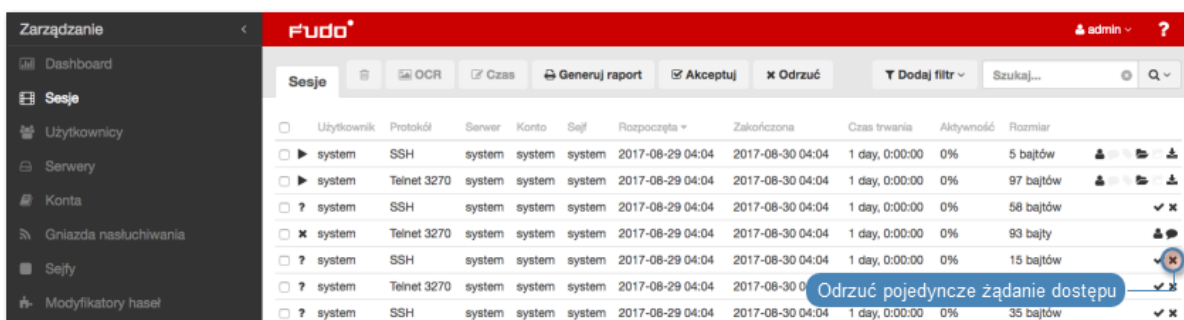 Zarządzanie
Fudo
admin
?
Dashboard
Sesje
Użytkownicy
Serwery
Konta
Gniazda nasłuchiwania
Sejfy
Modyfikatory haseł
Sesje OCR Czas Generuj raport Akceptuj Odrzuć Dodaj filtr Szukaj...
Użytkownik Protokół Serwer Konto Sejf Rozpoczęta Zakończona Czas trwania Aktywność Rozmiar
system SSH system system system 2017-08-29 04:04 2017-08-30 04:04 1 day, 0:00:00 0% 5 bajtów
system Telnet 3270 system system system 2017-08-29 04:04 2017-08-30 04:04 1 day, 0:00:00 0% 97 bajtów
? system SSH system system system 2017-08-29 04:04 2017-08-30 04:04 1 day, 0:00:00 0% 58 bajtów
system Telnet 3270 system system system 2017-08-29 04:04 2017-08-30 04:04 1 day, 0:00:00 0% 93 bajty
? system SSH system system system 2017-08-29 04:04 2017-08-30 04:04 1 day, 0:00:00 0% 15 bajtów
? system Telnet 3270 system system system 2017-08-29 04:04 2017-08-30
Odrzuć pojedyncze żądanie dostępu
? system SSH system system system 2017-08-29 04:04 2017-08-30 04:04 1 day, 0:00:00 0% 35 bajtów